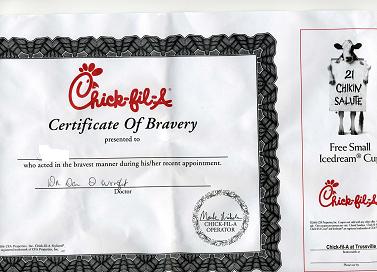 Chick-fil-A®
Certificate Of Bravery
presented to
who acted in the bravest manner during his/her recent appointment.
Doctor
CHICK-FIL-A
OPERATOR
21
CHIKIN
SALUTE
Free Small
Icedream® Cup
Chick-fil-A
Chick-fil-A at Trossville